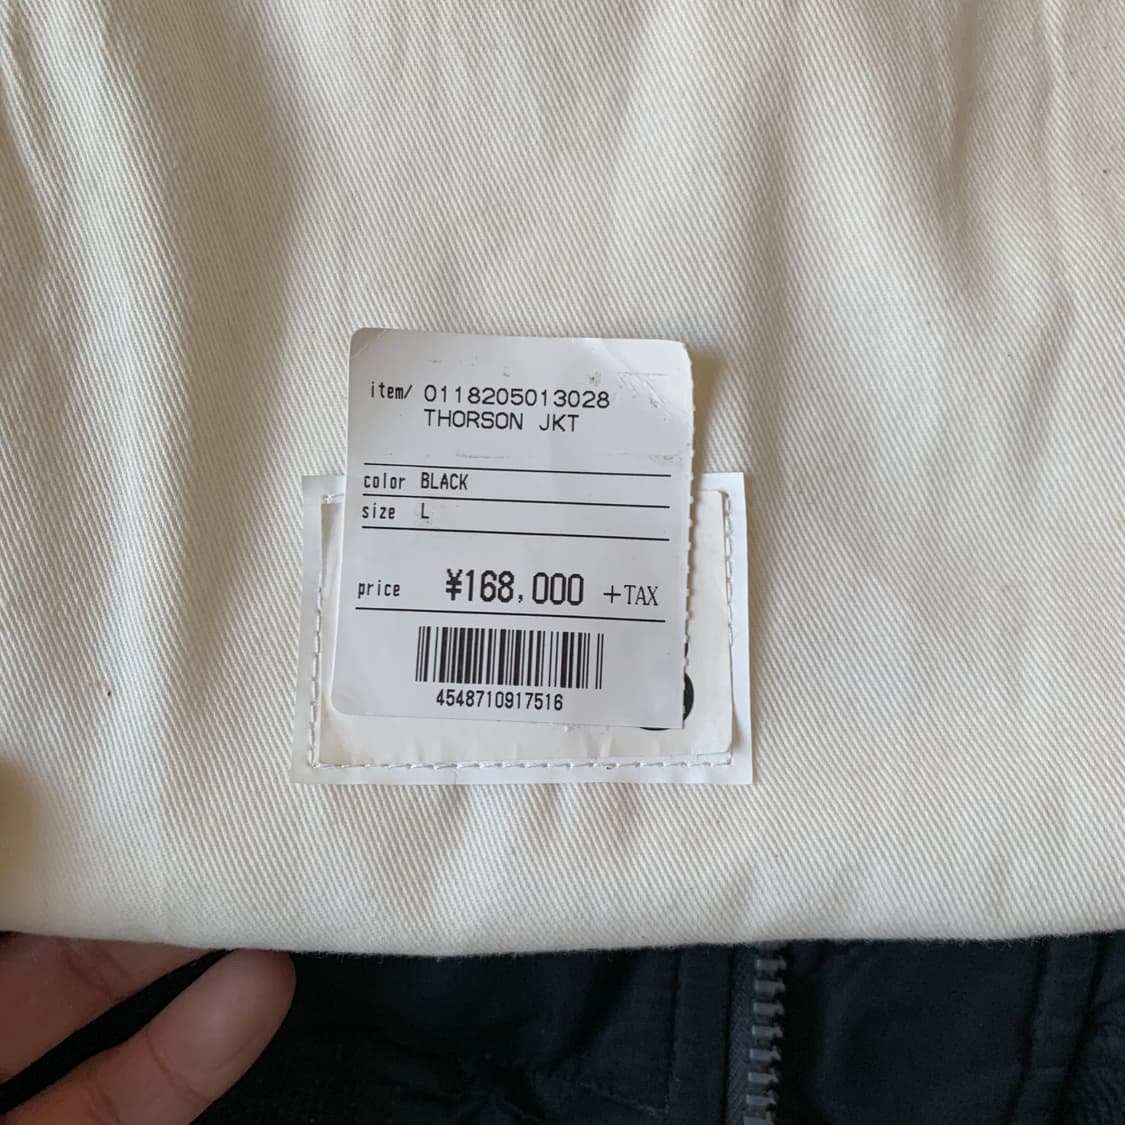 item/ 0118205013028
THORSON JKT
color BLACK
size L
price ¥168,000 +TAX
4548710917516